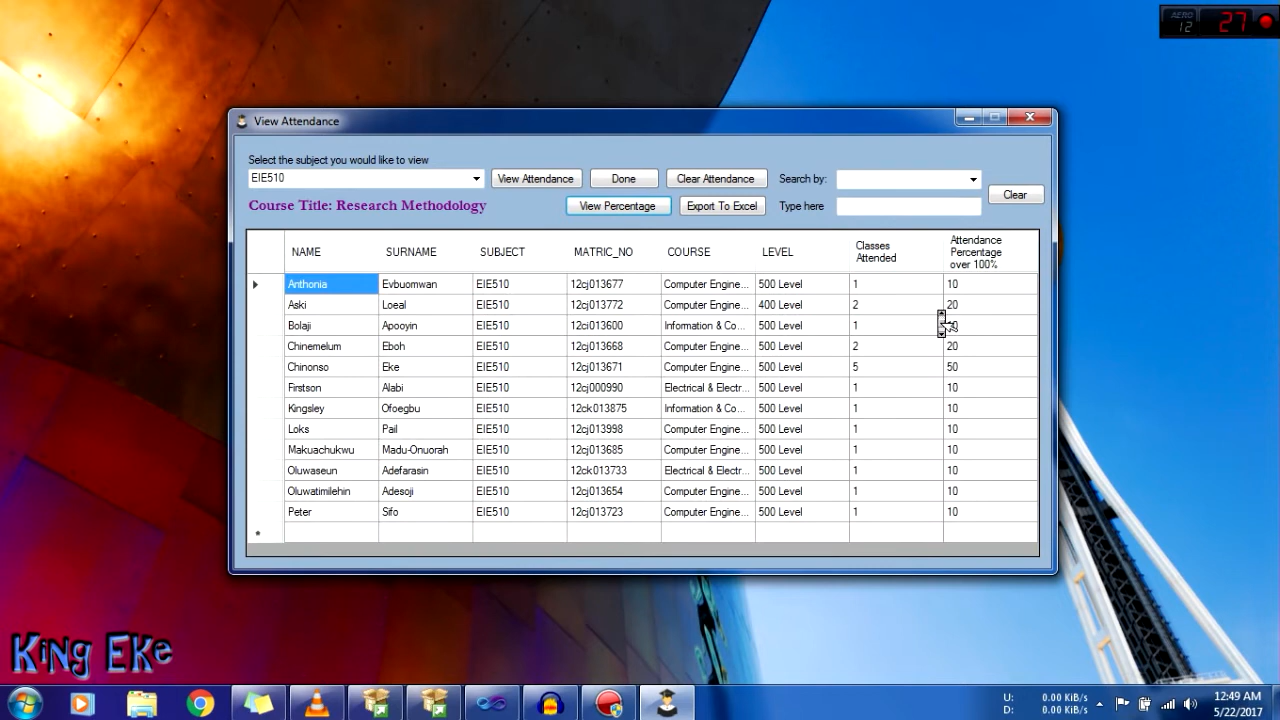 AERO
12
27
View Attendance
Select the subject you would like to view
EIE510
View Attendance
Done
Clear Attendance
Search by:
Clear
Course Title: Research Methodology
View Percentage
Export To Excel
Type here
NAME SURNAME SUBJECT MATRIC_NO COURSE LEVEL Classes Attended Attendance Percentage over 100%
Anthonia Evbuomwan EIE510 12cj013677 Computer Engine... 500 Level 1 10
Aski Loeal EIE510 12cj013772 Computer Engine... 400 Level 2 20
Bolaji Apooyin EIE510 12ci013600 Information & Co... 500 Level 1
Chinemelum Eboh EIE510 12cj013668 Computer Engine... 500 Level 2 20
Chinonso Eke EIE510 12cj013671 Computer Engine... 500 Level 5 50
Firstson Alabi EIE510 12cj000990 Electrical & Electr... 500 Level 1 10
Kingsley Ofoegbu EIE510 12ck013875 Information & Co... 500 Level 1 10
Loks Pail EIE510 12cj013998 Computer Engine... 500 Level 1 10
Makuachukwu Madu-Onuorah EIE510 12cj013685 Computer Engine... 500 Level 1 10
Oluwaseun Adefarasin EIE510 12ck013733 Electrical & Electr... 500 Level 1 10
Oluwatimilehin Adesoji EIE510 12cj013654 Computer Engine... 500 Level 1 10
Peter Sifo EIE510 12cj013723 Computer Engine... 500 Level 1 10
*
KiNg EKe
U: 0.00 KiB/s
D: 0.00 KiB/s
12:49 AM
5/22/2017